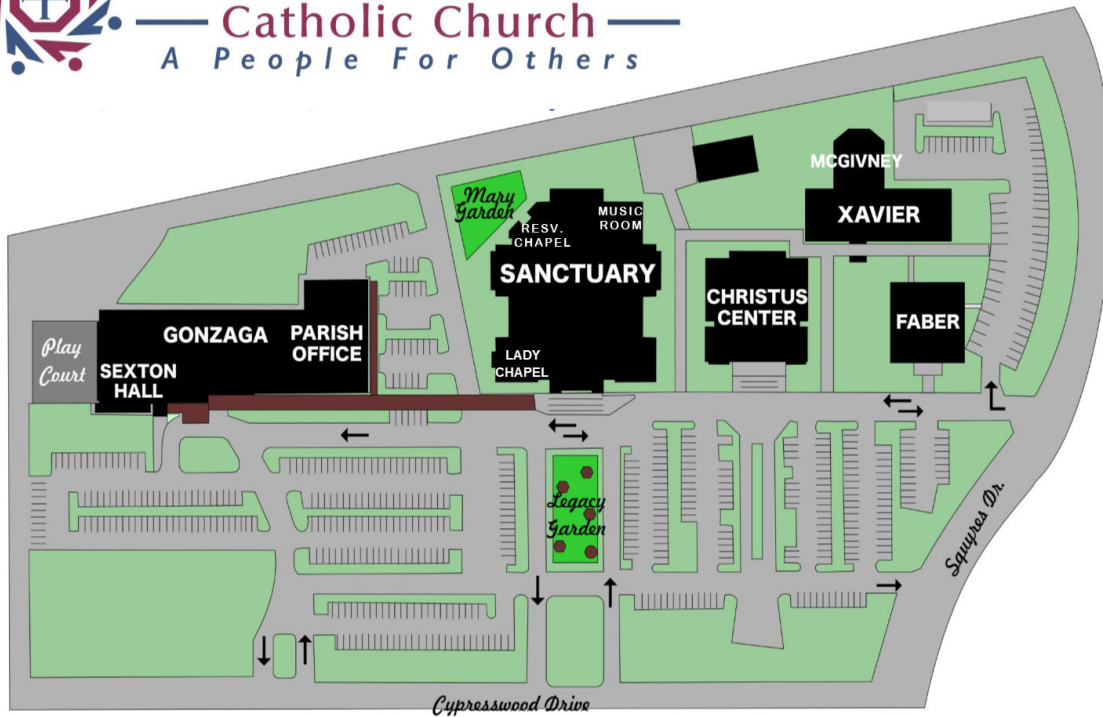 T
Catholic Church
A People For Others
Mary
Garden
RESV.
CHAPEL
MUSIC
ROOM
SANCTUARY
LADY
CHAPEL
MCGIVNEY
XAVIER
CHRISTUS
CENTER
FABER
GONZAGA
PARISH
OFFICE
Play
Court
SEXTON
HALL
Legacy
Garden
Squyres Dr.
Cypresswood Drive